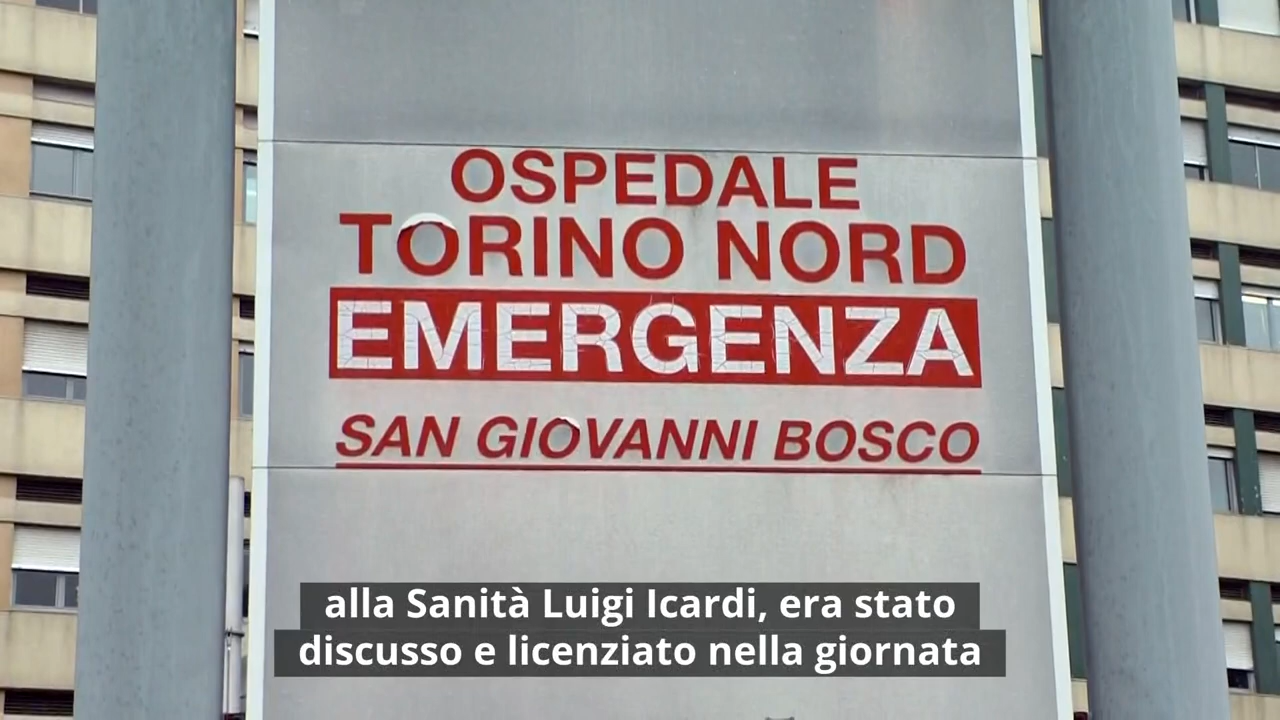 OSPEDALE
TORINO NORD
EMERGENZA
SAN GIOVANNI BOSCO
alla Sanità Luigi Icardi, era stato
discusso e licenziato nella giornata